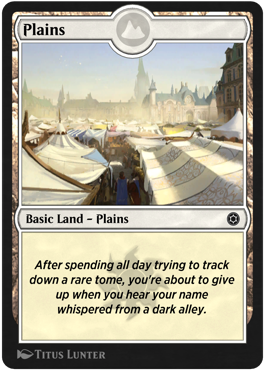 Plains
Basic Land – Plains
After spending all day trying to track
down a rare tome, you're about to give
up when you hear your name
whispered from a dark alley.
Titus Lunter